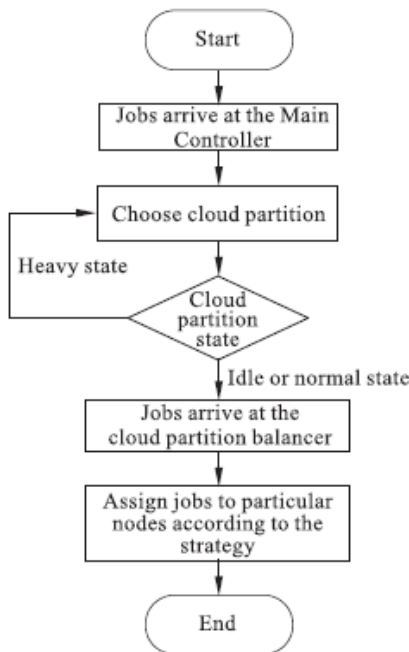 Start
Jobs arrive at the Main
Controller
Choose cloud partition
Heavy state
Cloud
partition
state
Idle or normal state
Jobs arrive at the
cloud partition balancer
Assign jobs to particular
nodes according to the
strategy
End